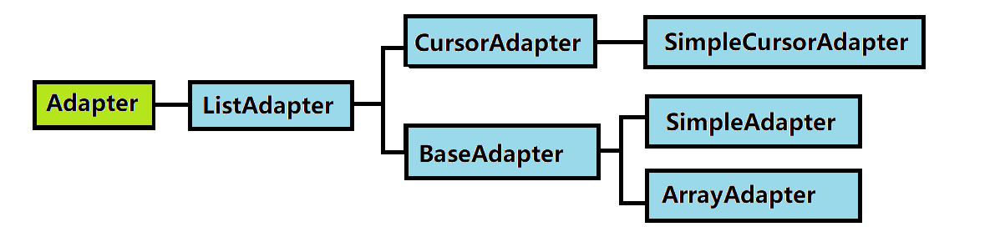 Adapter
ListAdapter
CursorAdapter
SimpleCursorAdapter
BaseAdapter
SimpleAdapter
ArrayAdapter